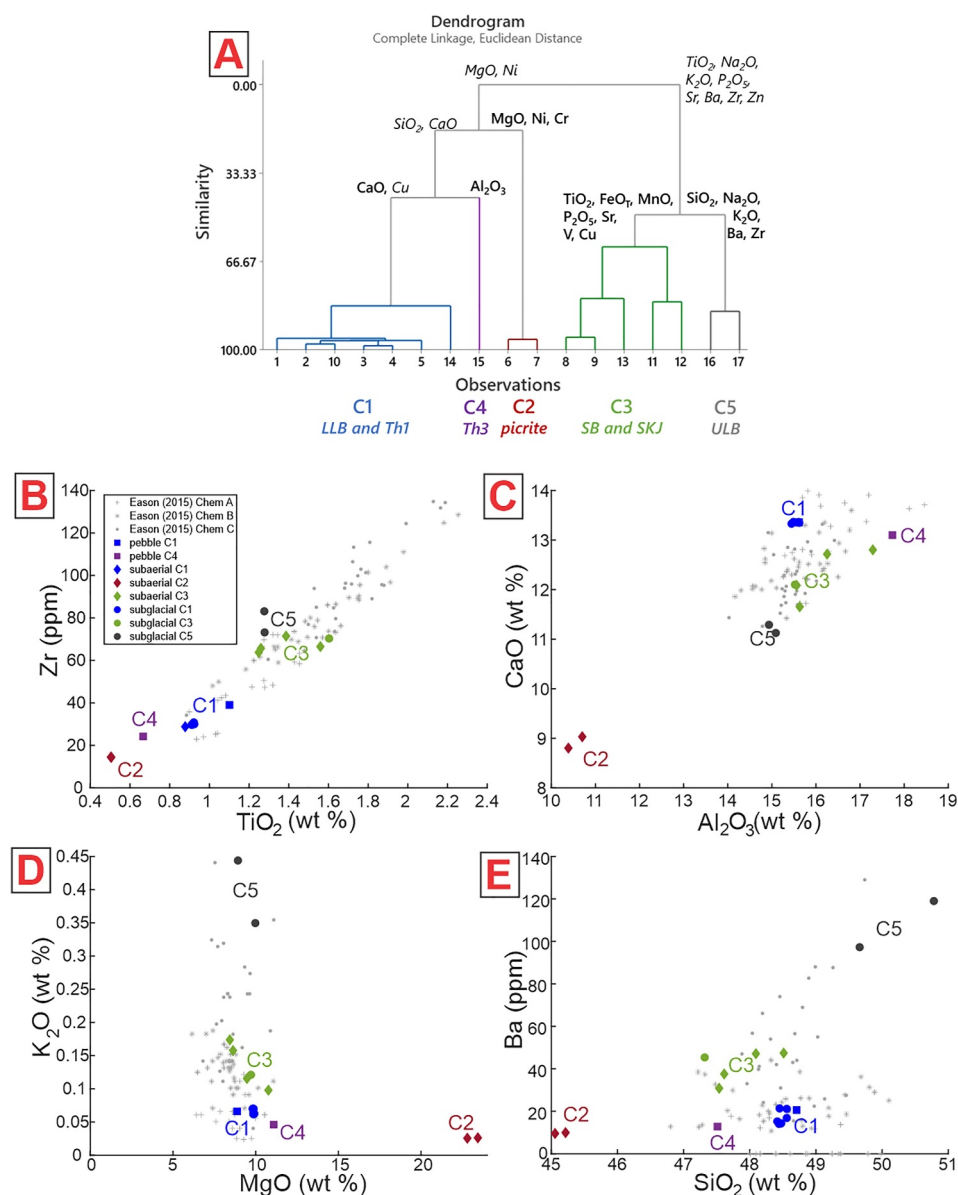 Dendrogram
Complete Linkage, Euclidean Distance
A
MgO, Ni
TiO₂, Na₂O,
K₂O, P₂O₅,
Sr, Ba, Zr, Zn
0.00
SiO₂, CaO
MgO, Ni, Cr
33.33
Similarity
CaO, Cu
Al₂O₃
TiO₂, FeO_T, MnO,
P₂O₅, Sr,
V, Cu
SiO₂, Na₂O,
K₂O,
Ba, Zr
66.67
100.00
1 2 10 3 4 5 14 15 6 7 8 9 13 11 12 16 17
Observations
C1 C4 C2 C3 C5
LLB and Th1 Th3 picrite SB and SKJ ULB
B
140
120
100
80
60
40
20
0
Zr (ppm)
Eason (2015) Chem A
Eason (2015) Chem B
Eason (2015) Chem C
pebble C1
pebble C4
subaerial C1
subaerial C2
subaerial C3
subglacial C1
subglacial C3
subglacial C5
C5
C3
C1
C4
C2
0.4 0.6 0.8 1 1.2 1.4 1.6 1.8 2 2.2 2.4
TiO₂ (wt %)
C
14
13
12
11
10
9
8
CaO (wt %)
C1
C4
C3
C5
C2
10 11 12 13 14 15 16 17 18 19
Al₂O₃(wt %)
D
0.45
0.4
0.35
0.3
0.25
0.2
0.15
0.1
0.05
0
K₂O (wt %)
C5
C3
C1
C4
C2
0 5 10 15 20
MgO (wt %)
E
140
120
100
80
60
40
20
0
Ba (ppm)
C5
C3
C2
C4
C1
45 46 47 48 49 50 51
SiO₂ (wt %)